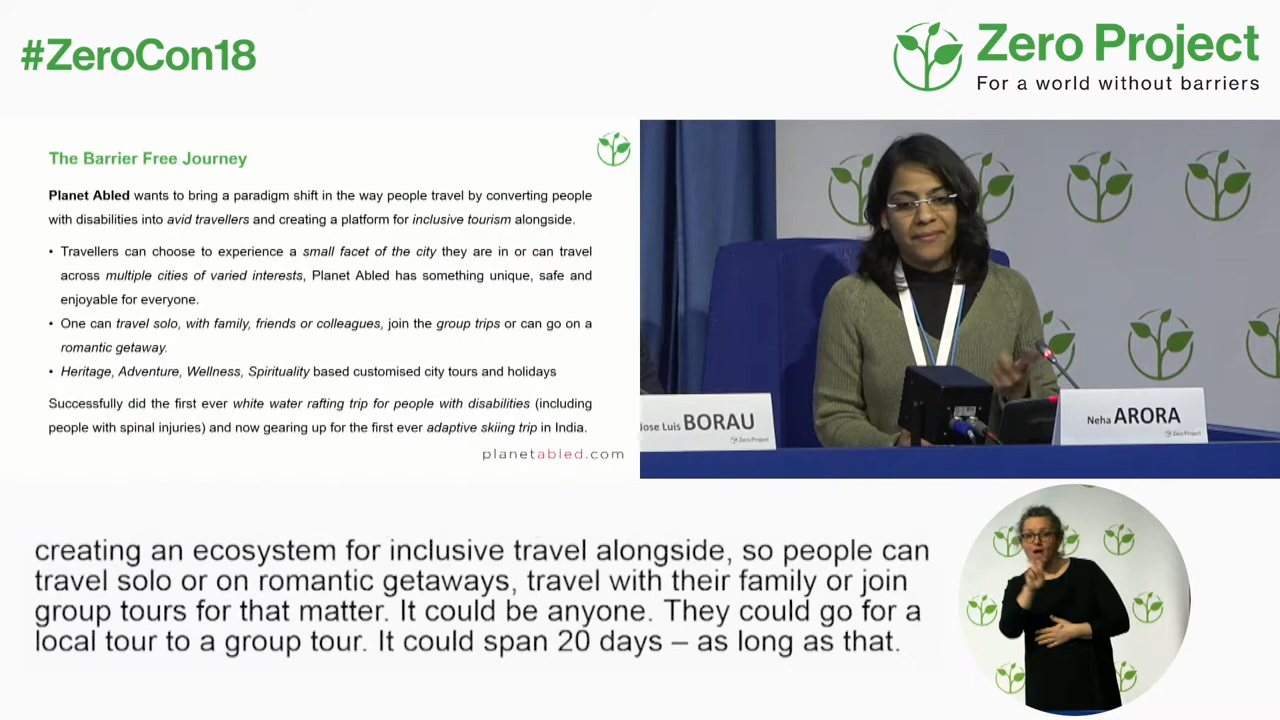 #ZeroCon18
Zero Project
For a world without barriers
The Barrier Free Journey
Planet Abled wants to bring a paradigm shift in the way people travel by converting people
with disabilities into avid travellers and creating a platform for inclusive tourism alongside.
• Travellers can choose to experience a small facet of the city they are in or can travel
across multiple cities of varied interests, Planet Abled has something unique, safe and
enjoyable for everyone.
• One can travel solo, with family, friends or colleagues, join the group trips or can go on a
romantic getaway.
• Heritage, Adventure, Wellness, Spirituality based customised city tours and holidays
Successfully did the first ever white water rafting trip for people with disabilities (including
people with spinal injuries) and now gearing up for the first ever adaptive skiing trip in India.
planetabled.com
Jose Luis BORAU
Zero Project
Neha ARORA
Zero Project
creating an ecosystem for inclusive travel alongside, so people can
travel solo or on romantic getaways, travel with their family or join
group tours for that matter. It could be anyone. They could go for a
local tour to a group tour. It could span 20 days – as long as that.